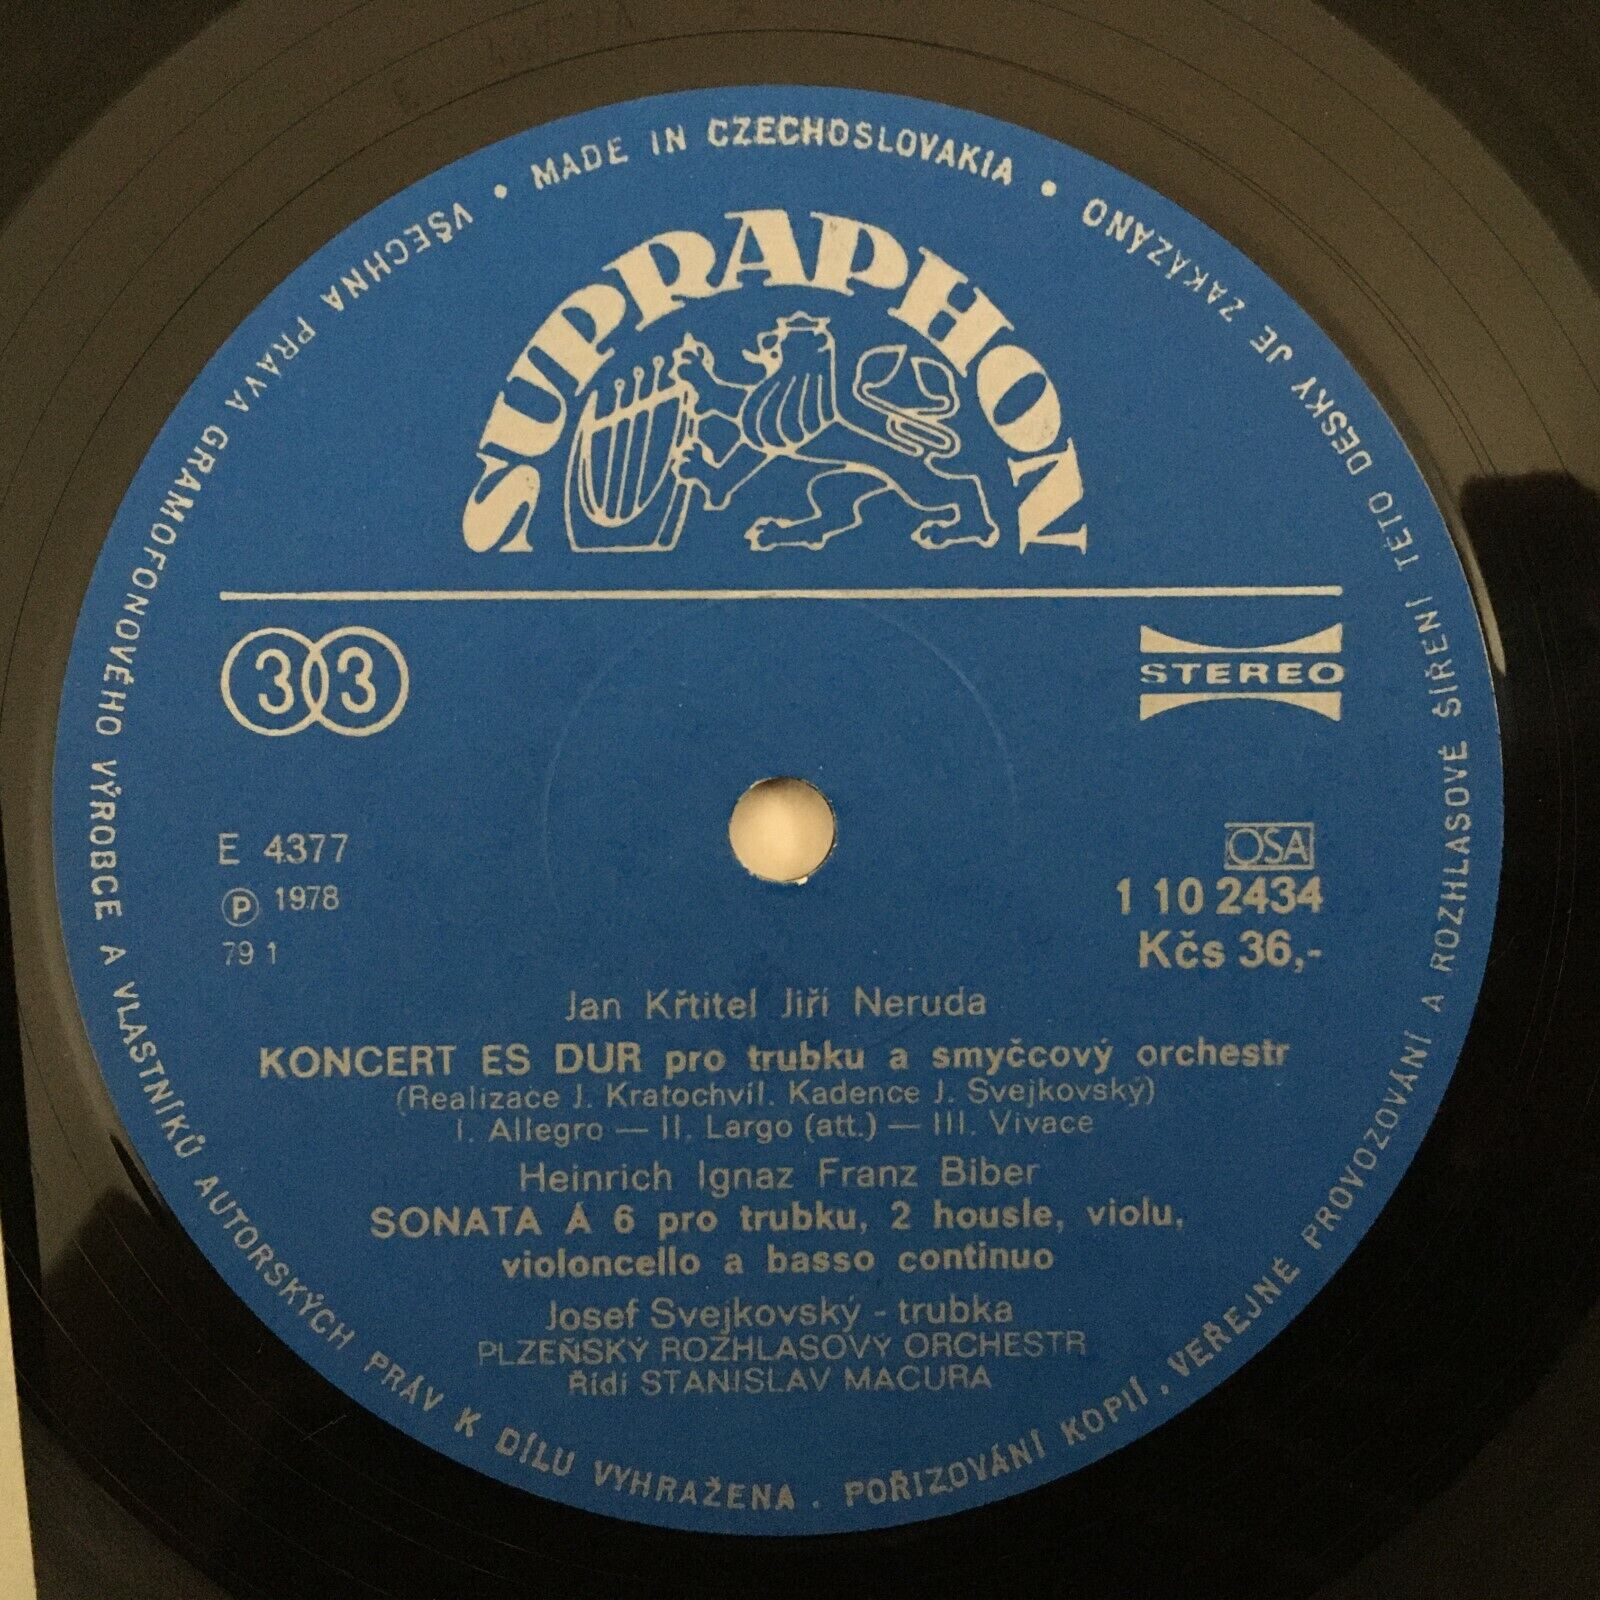 MADE IN CZECHOSLOVAKIA • OKAZÁNO
SUPRAPHON
33
STEREO
E 4377
Ⓟ 1978
79 1
OSA
1 10 2434
Kčs 36,-
Jan Křtitel Jiří Neruda
KONCERT ES DUR pro trubku a smyčcový orchestr
(Realizace J. Kratochvíl. Kadence J. Svejkovský)
I. Allegro — II. Largo (att.) — III. Vivace
Heinrich Ignaz Franz Biber
SONATA Á 6 pro trubku, 2 housle, violu,
violoncello a basso continuo
Josef Svejkovský - trubka
PLZEŇSKÝ ROZHLASOVÝ ORCHESTR
Řídí STANISLAV MACURA
VŠECHNA PRÁVA GRAMOFONOVÉHO VÝROBCE A VLASTNÍKŮ AUTORSKÝCH PRÁV K DÍLU VYHRAŽENA . POŘIZOVÁNÍ KOPIÍ . VEŘEJNÉ PROVOZOVÁNÍ A ROZHLASOVÉ ŠÍŘENÍ TÉTO DESKY JE ZAKÁZÁNO